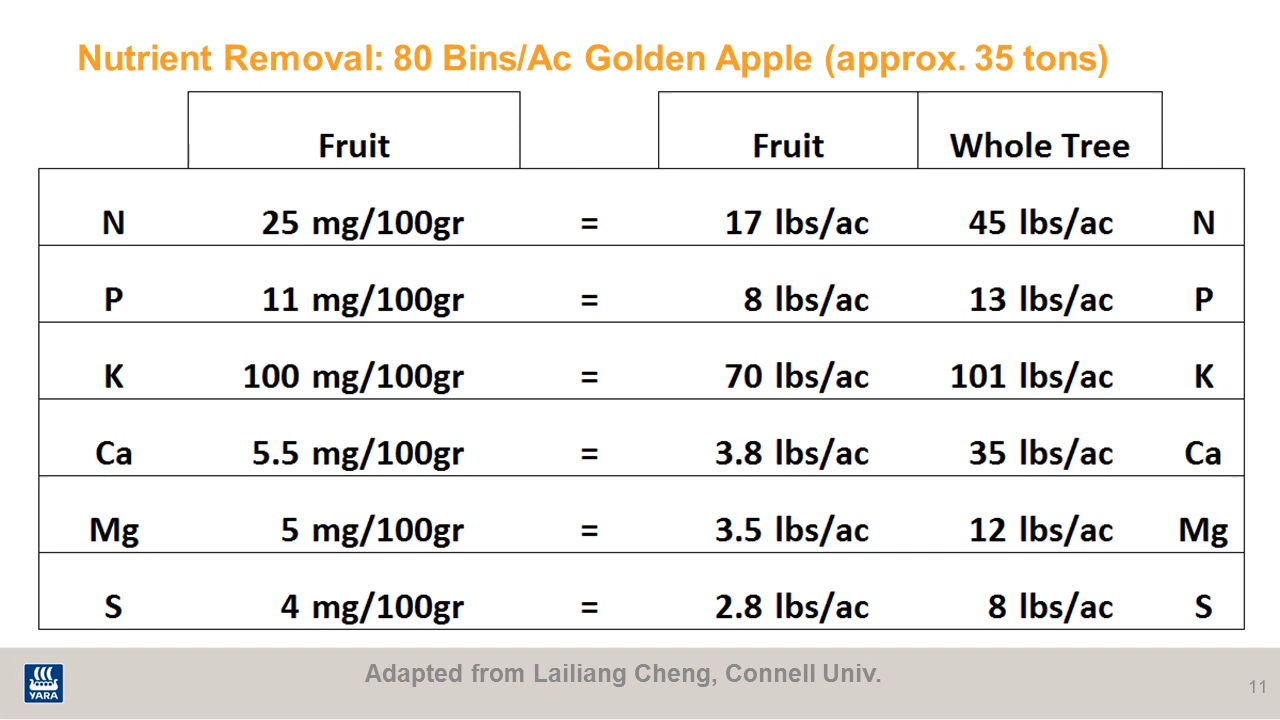 Nutrient Removal: 80 Bins/Ac Golden Apple (approx. 35 tons)
Fruit Fruit Whole Tree
N 25 mg/100gr = 17 lbs/ac 45 lbs/ac N
P 11 mg/100gr = 8 lbs/ac 13 lbs/ac P
K 100 mg/100gr = 70 lbs/ac 101 lbs/ac K
Ca 5.5 mg/100gr = 3.8 lbs/ac 35 lbs/ac Ca
Mg 5 mg/100gr = 3.5 lbs/ac 12 lbs/ac Mg
S 4 mg/100gr = 2.8 lbs/ac 8 lbs/ac S
Adapted from Lailiang Cheng, Connell Univ.
YARA
11